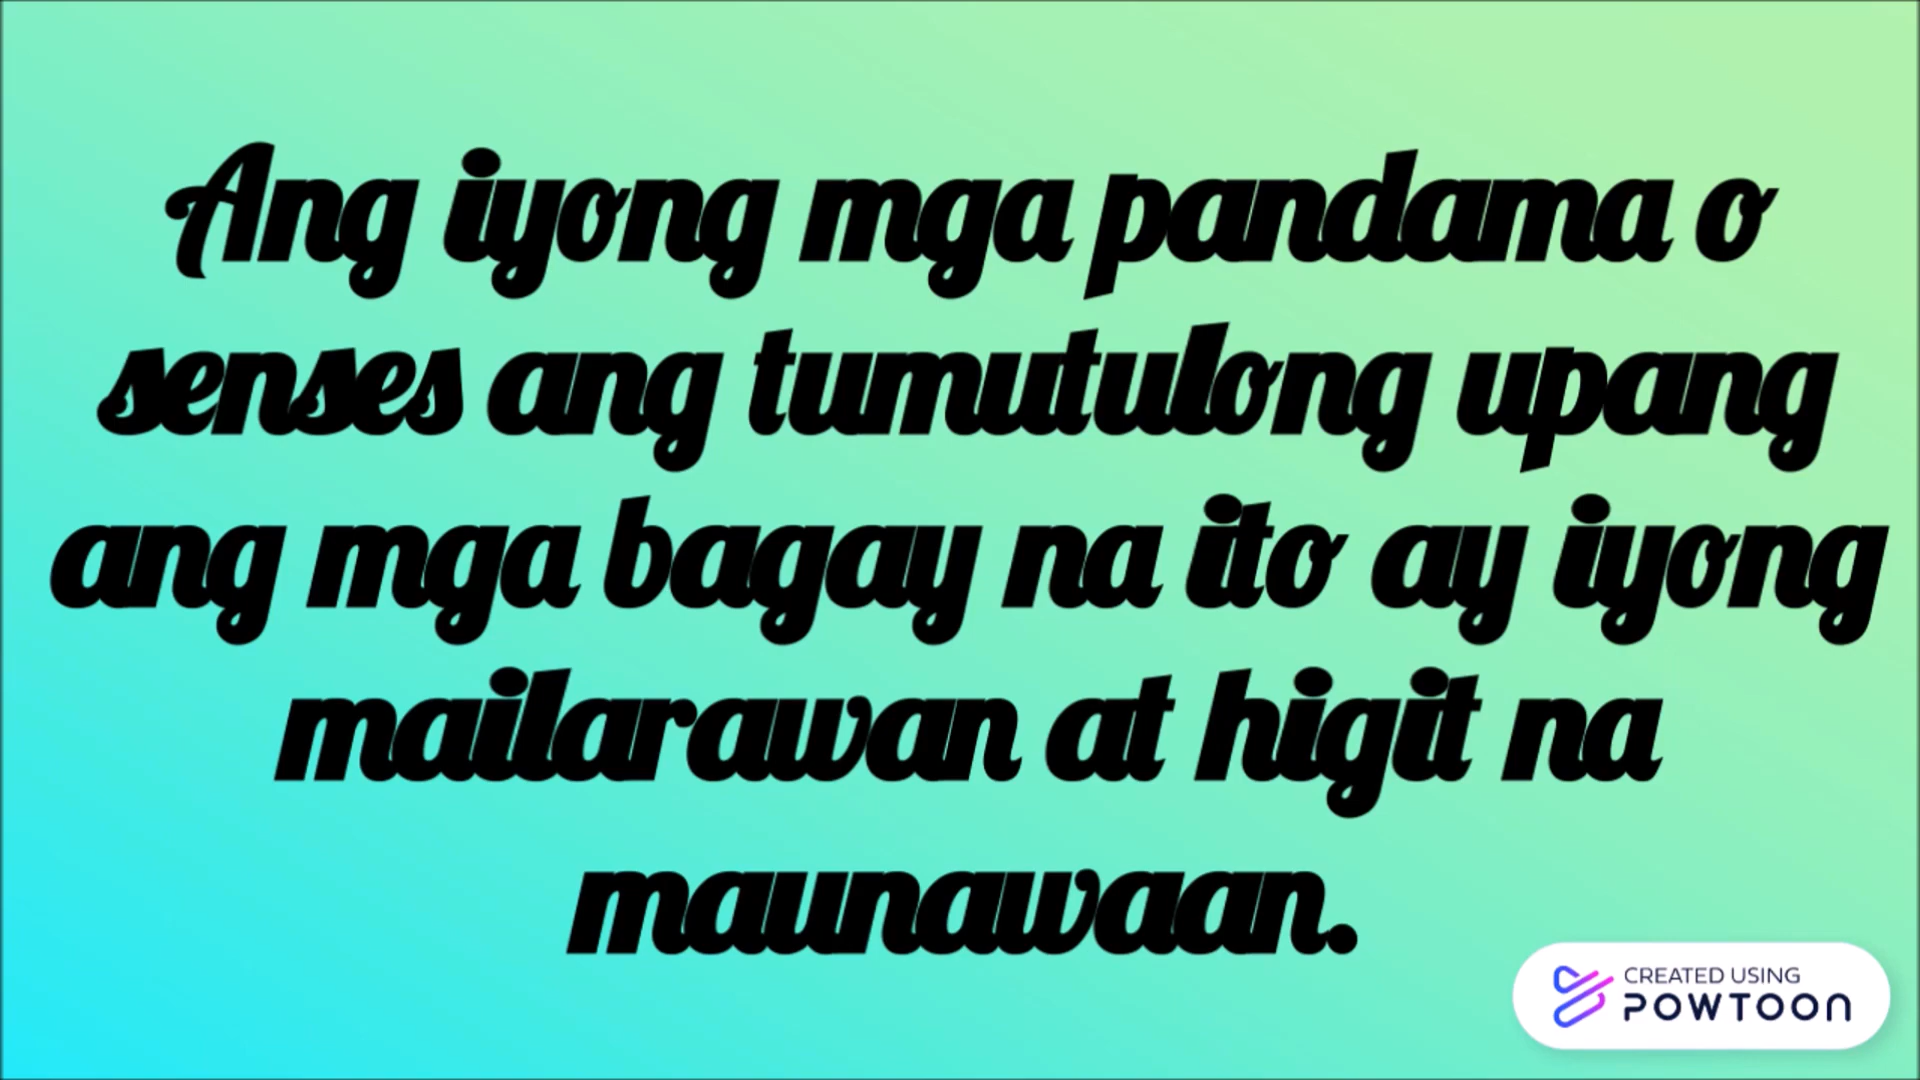 Ang iyong mga pandama o
senses ang tumutulong upang
ang mga bagay na ito ay iyong
mailarawan at higit na
maunawaan.
CREATED USING
POWTOON